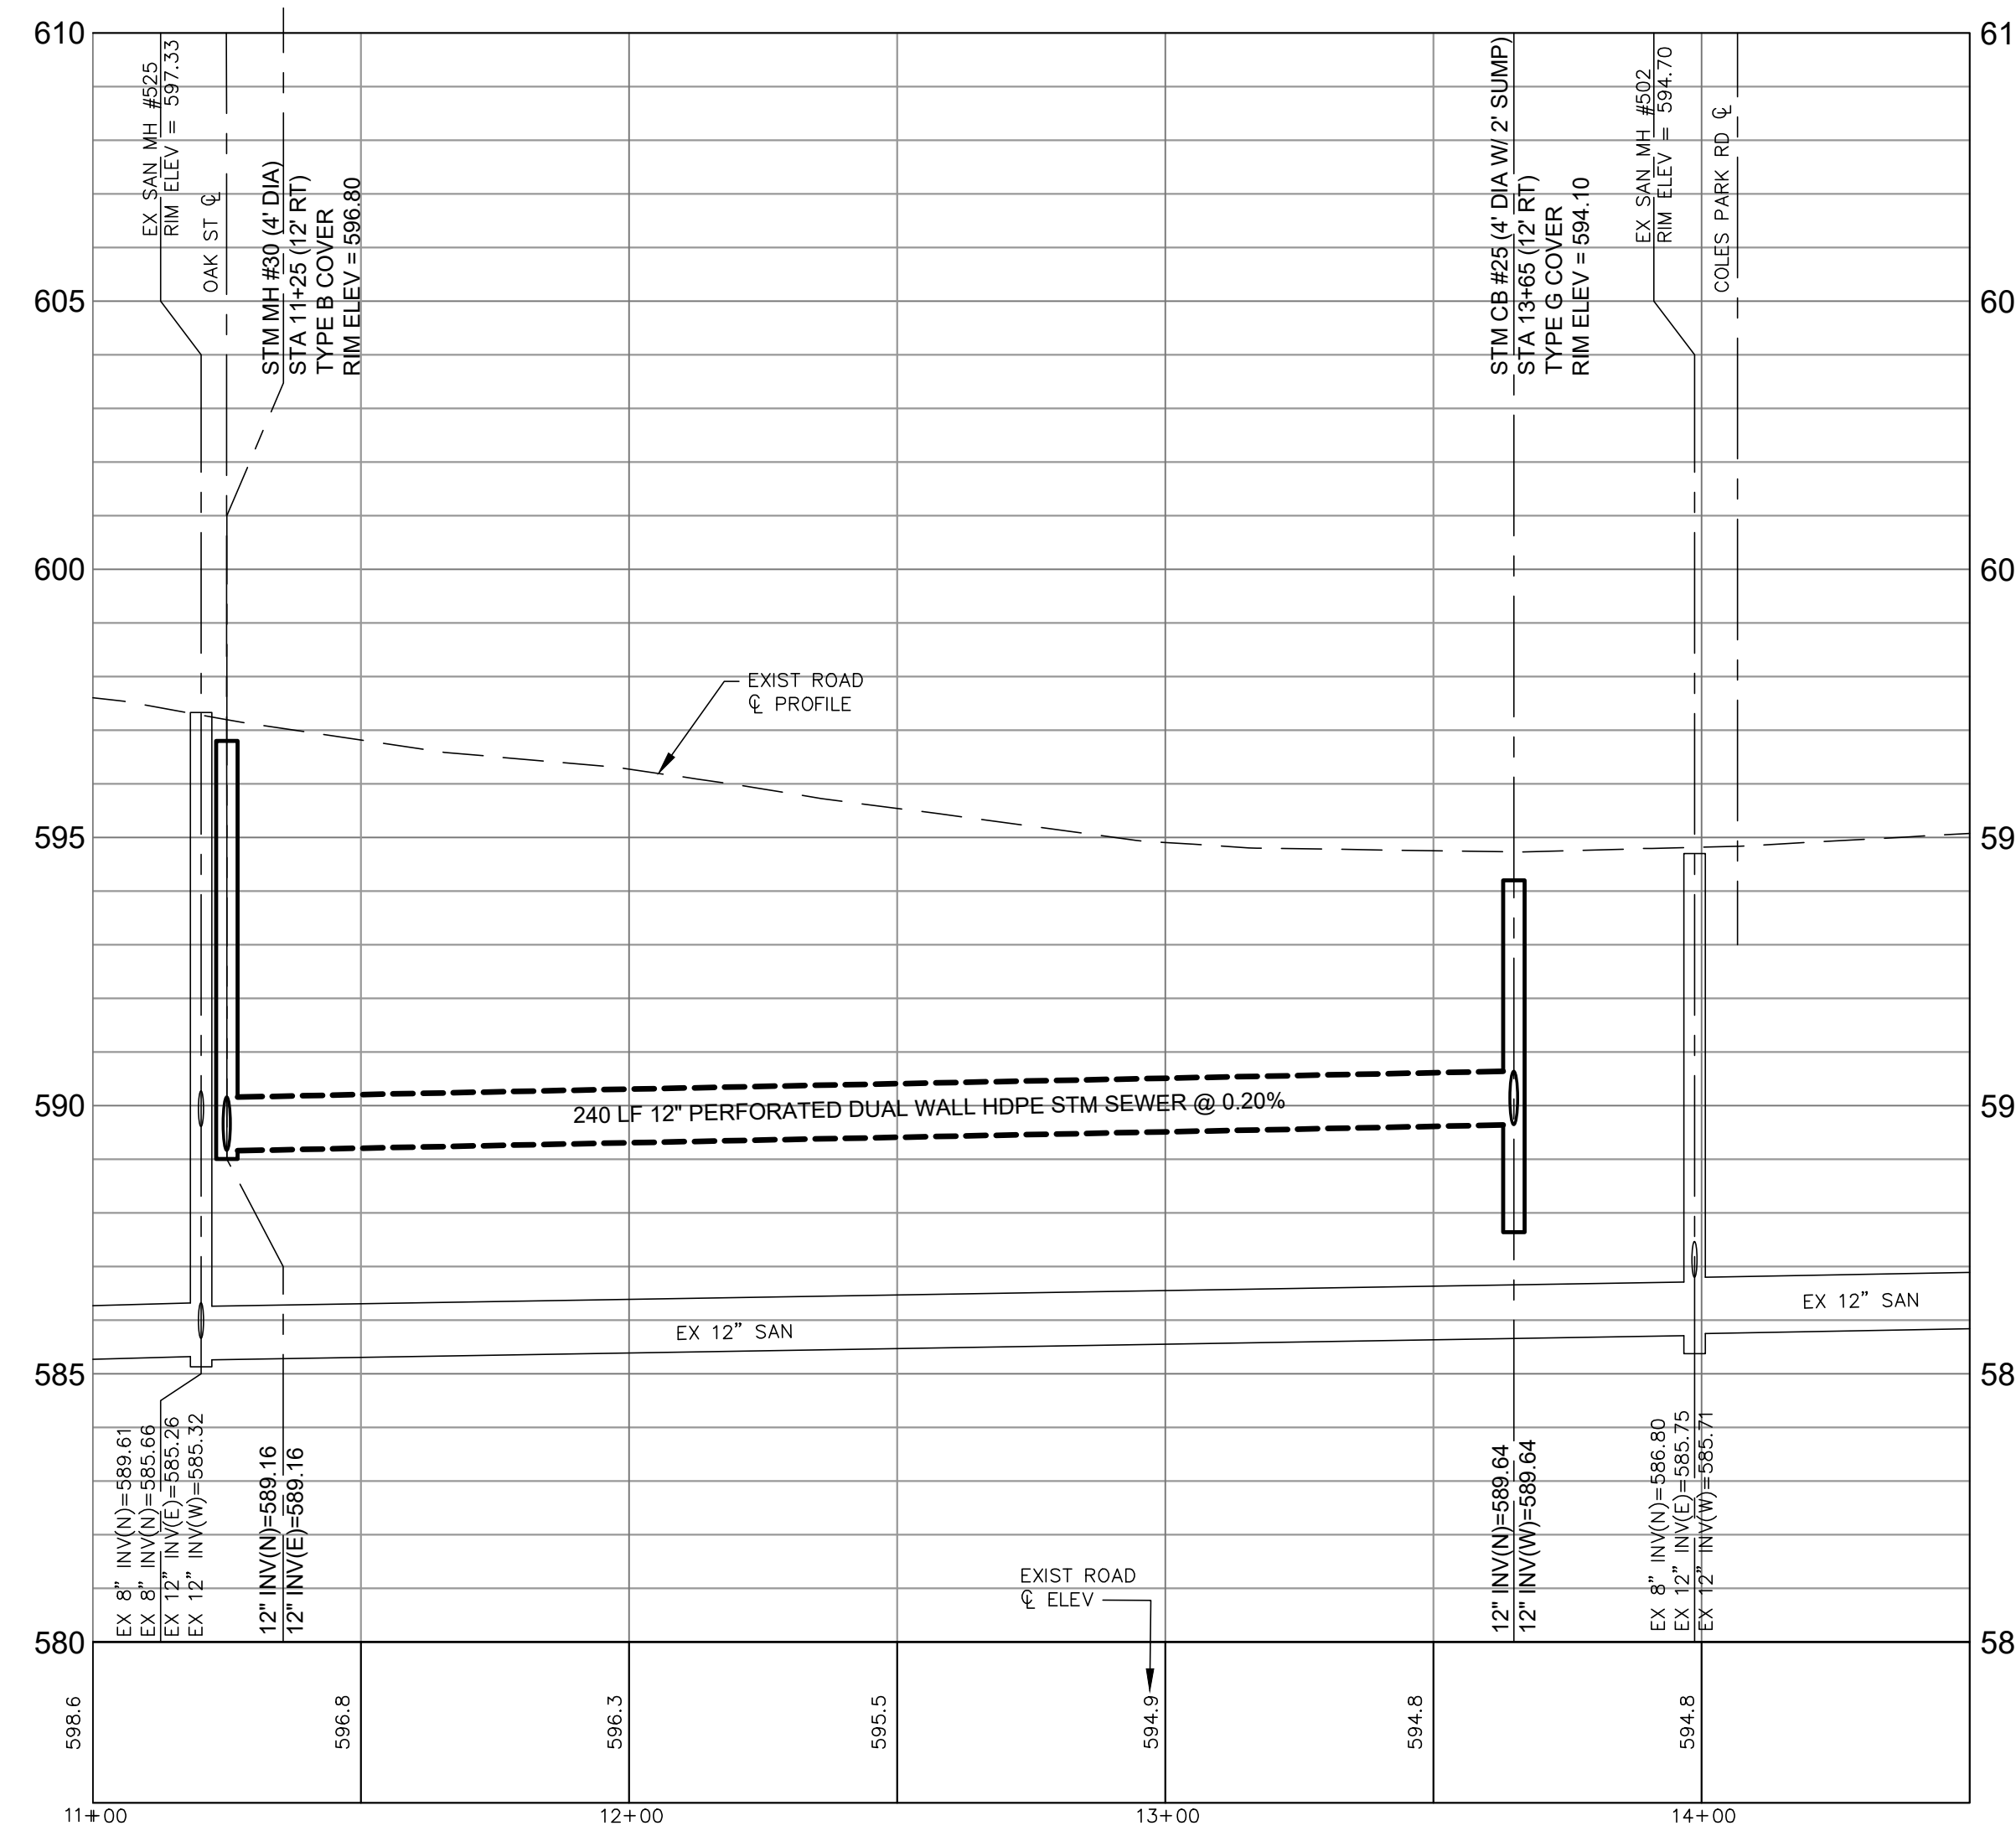 610
605
600
595
590
585
580
61
60
60
59
59
58
58
EX SAN MH #525
RIM ELEV = 597.33
OAK ST ℄
STM MH #30 (4' DIA)
STA 11+25 (12' RT)
TYPE B COVER
RIM ELEV = 596.80
STM CB #25 (4' DIA W/ 2' SUMP)
STA 13+65 (12' RT)
TYPE G COVER
RIM ELEV = 594.10
EX SAN MH #502
RIM ELEV = 594.70
COLES PARK RD ℄
EXIST ROAD
℄ PROFILE
240 LF 12" PERFORATED DUAL WALL HDPE STM SEWER @ 0.20%
EX 12" SAN
EX 12" SAN
EX 8" INV(N)=589.61
EX 8" INV(N)=585.66
EX 12" INV(E)=585.26
EX 12" INV(W)=585.32
12" INV(N)=589.16
12" INV(E)=589.16
EXIST ROAD
℄ ELEV
12" INV(N)=589.64
12" INV(W)=589.64
EX 8" INV(N)=586.80
EX 12" INV(E)=585.75
EX 12" INV(W)=585.71
598.6
596.8
596.3
595.5
594.9
594.8
594.8
11+00
12+00
13+00
14+00